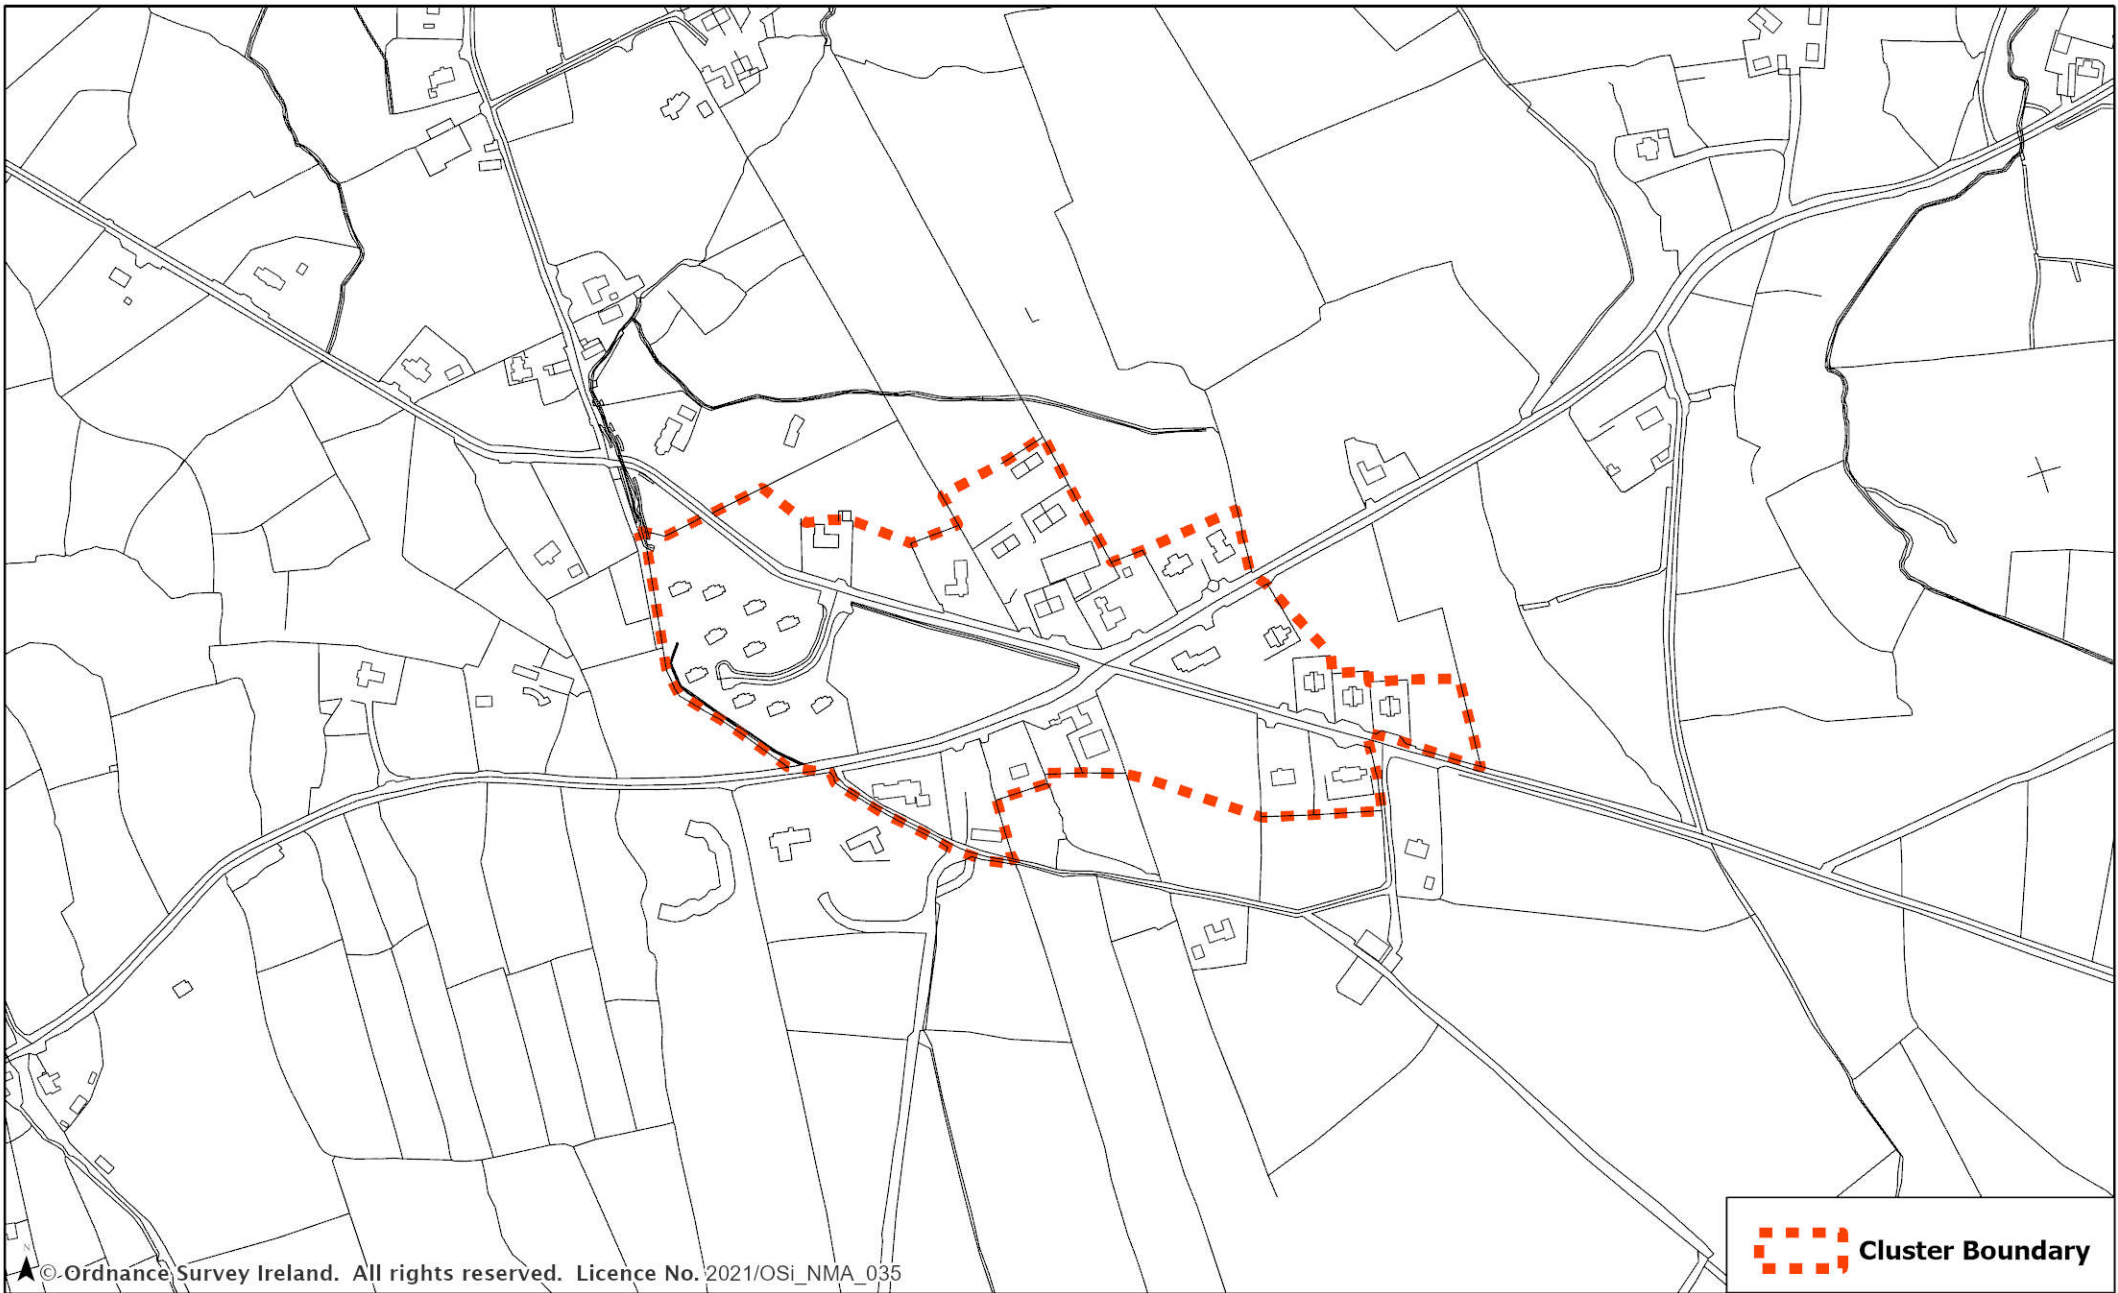 Cluster Boundary
N
© Ordnance Survey Ireland. All rights reserved. Licence No. 2021/OSi_NMA_035